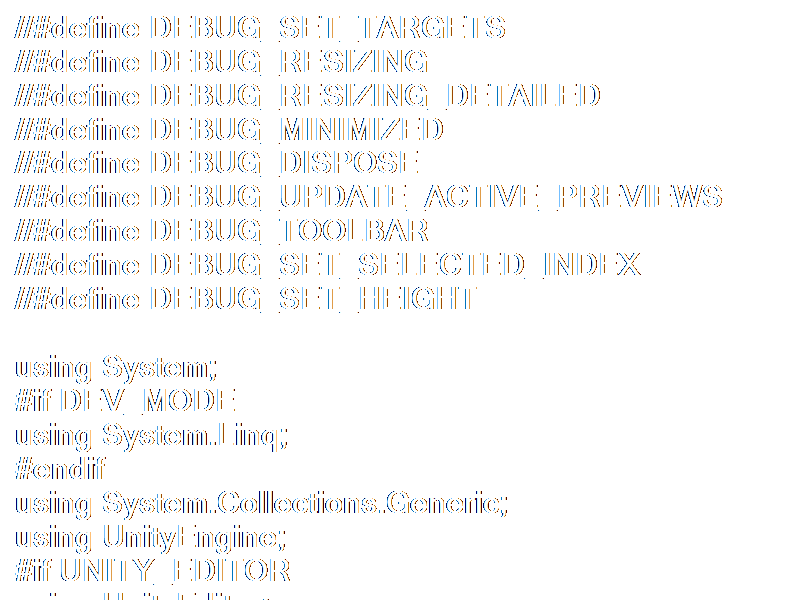 //#define DEBUG_SET_TARGETS
//#define DEBUG_RESIZING
//#define DEBUG_RESIZING_DETAILED
//#define DEBUG_MINIMIZED
//#define DEBUG_DISPOSE
//#define DEBUG_UPDATE_ACTIVE_PREVIEWS
//#define DEBUG_TOOLBAR
//#define DEBUG_SET_SELECTED_INDEX
//#define DEBUG_SET_HEIGHT
using System;
#if DEV_MODE
using System.Linq;
#endif
using System.Collections.Generic;
using UnityEngine;
#if UNITY_EDITOR